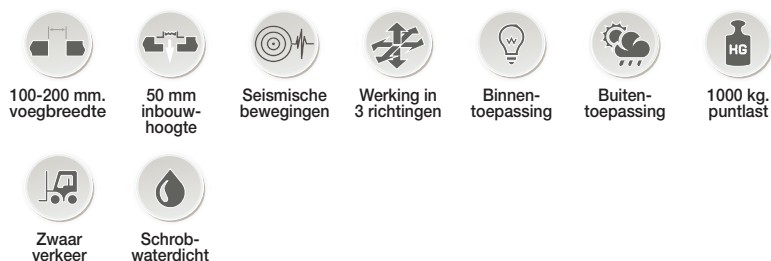 HG
100-200 mm.
voegbreedte
50 mm
inbouw-
hoogte
Seismische
bewegingen
Werking in
3 richtingen
Binnen-
toepassing
Buiten-
toepassing
1000 kg.
puntlast
Zwaar
verkeer
Schrob-
waterdicht